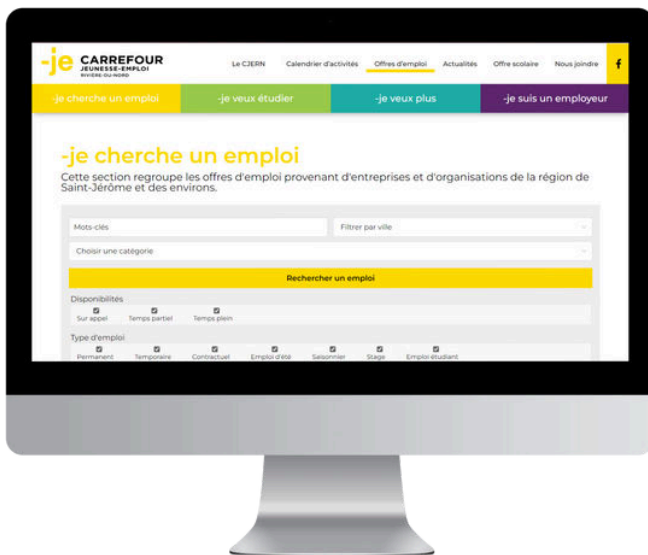 -je CARREFOUR
JEUNESSE-EMPLOI
RIVIÈRE-DU-NORD
Le CJERN Calendrier d'activités Offres d'emploi Actualités Offre scolaire Nous joindre f
-je cherche un emploi -je veux étudier -je veux plus -je suis un employeur
-je cherche un emploi
Cette section regroupe les offres d'emploi provenant d'entreprises et d'organisations de la région de
Saint-Jérôme et des environs.
Mots-clés Filtrer par ville
Choisir une catégorie
Rechercher un emploi
Disponibilités
Sur appel Temps partiel Temps plein
Type d'emploi
Permanent Temporaire Contractuel Emploi d'été Saisonnier Stage Emploi étudiant